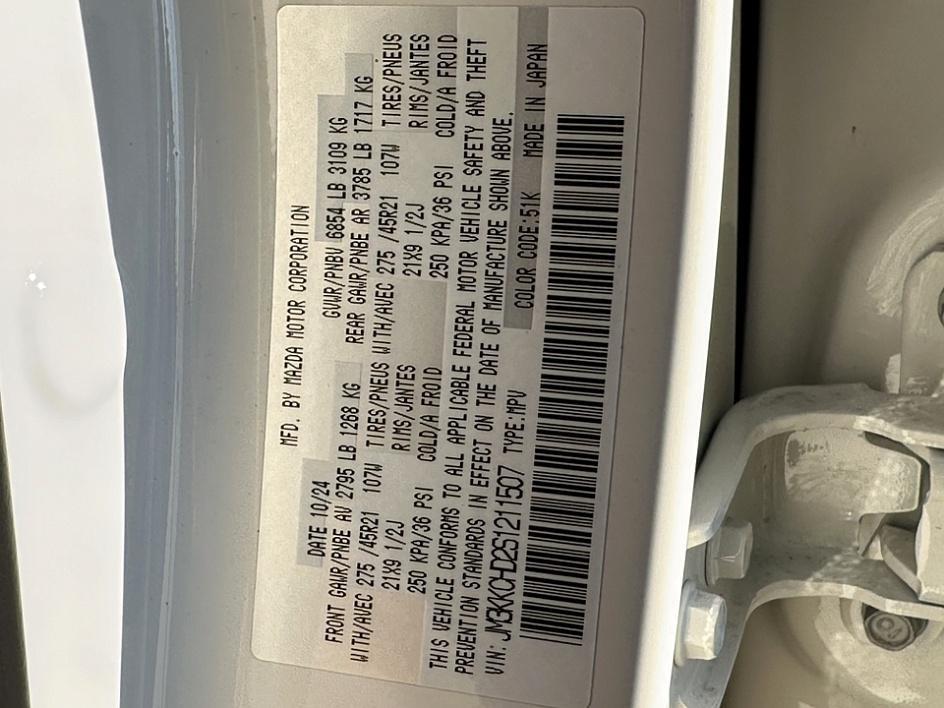 MFD. BY MAZDA MOTOR CORPORATION
DATE 10/24 GVWR/PNBV 6854 LB 3109 KG
FRONT GAWR/PNBE AV 2795 LB 1268 KG REAR GAWR/PNBE AR 3785 LB 1717 KG
WITH/AVEC 275 /45R21 107W TIRES/PNEUS WITH/AVEC 275 /45R21 107W TIRES/PNEUS
21X9 1/2J RIMS/JANTES 21X9 1/2J RIMS/JANTES
250 KPA/36 PSI COLD/A FROID 250 KPA/36 PSI COLD/A FROID
THIS VEHICLE CONFORMS TO ALL APPLICABLE FEDERAL MOTOR VEHICLE SAFETY AND THEFT
PREVENTION STANDARDS IN EFFECT ON THE DATE OF MANUFACTURE SHOWN ABOVE.
VIN: JM3KKCHD2S1211507 TYPE:MPV COLOR CODE:51K MADE IN JAPAN